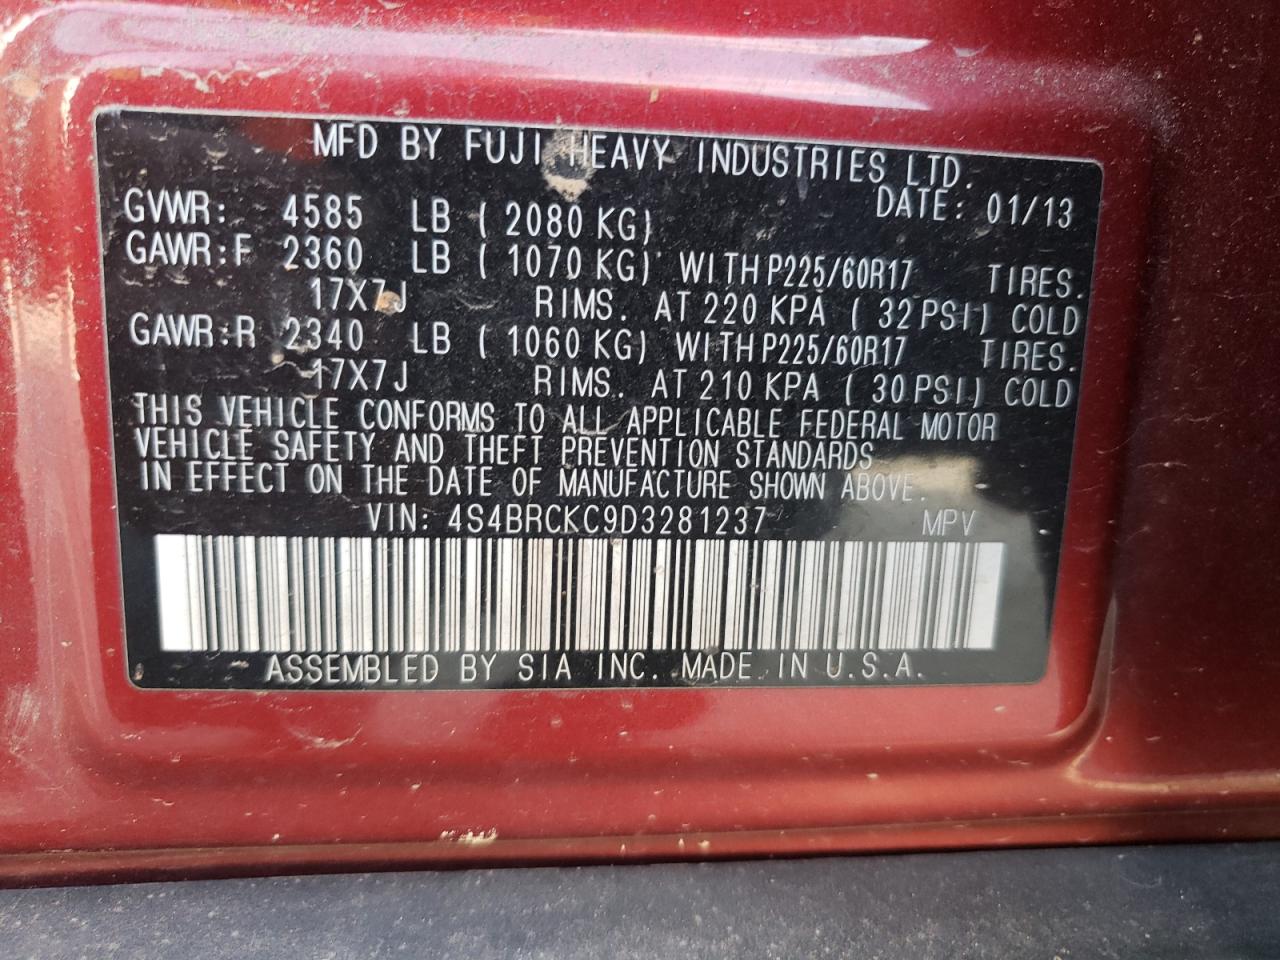 MFD BY FUJI HEAVY INDUSTRIES LTD.
DATE: 01/13
GVWR: 4585 LB ( 2080 KG)
GAWR:F 2360 LB ( 1070 KG) WITH P225/60R17 TIRES.
17X7J RIMS. AT 220 KPA ( 32 PSI) COLD
GAWR:R 2340 LB ( 1060 KG) WITH P225/60R17 TIRES.
17X7J RIMS. AT 210 KPA ( 30 PSI) COLD
THIS VEHICLE CONFORMS TO ALL APPLICABLE FEDERAL MOTOR
VEHICLE SAFETY AND THEFT PREVENTION STANDARDS
IN EFFECT ON THE DATE OF MANUFACTURE SHOWN ABOVE.
VIN: 4S4BRCKC9D3281237 MPV
ASSEMBLED BY SIA INC. MADE IN U.S.A.